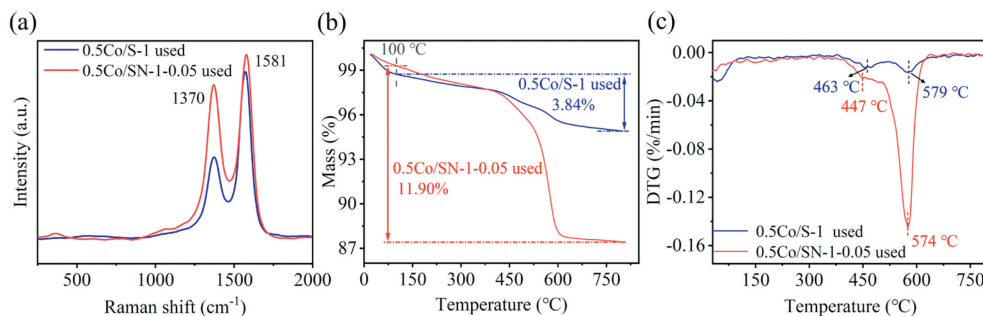 (a)
0.5Co/S-1 used
0.5Co/SN-1-0.05 used
1581
1370
Intensity (a.u.)
500
1000
1500
2000
Raman shift (cm⁻¹)
(b)
100 ℃
99
96
93
90
87
Mass (%)
0.5Co/S-1 used
3.84%
0.5Co/SN-1-0.05 used
11.90%
0
150
300
450
600
750
Temperature (℃)
(c)
0.00
-0.04
-0.08
-0.12
-0.16
DTG (%/min)
463 ℃
579 ℃
447 ℃
574 ℃
0.5Co/S-1 used
0.5Co/SN-1-0.05 used
150
300
450
600
750
Temperature (℃)